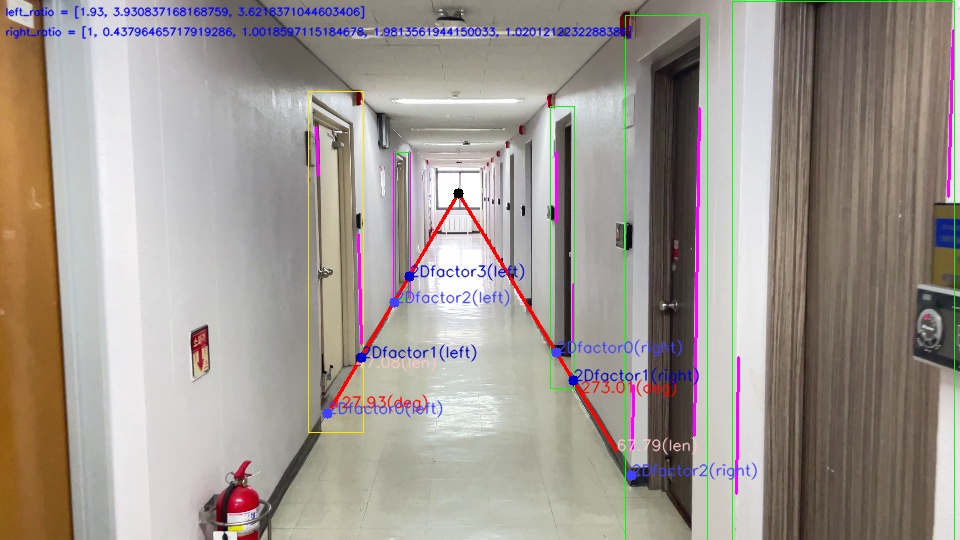 left_ratio = [1.93, 3.930837168168759, 3.6218371044603406]
right_ratio = [1, 0.43796465717919286, 1.0018597115184678, 1.9813561944150033, 1.0201212232288386]
2Dfactor3(left)
2Dfactor2(left)
2Dfactor0(right)
2Dfactor1(left)
2Dfactor1(right)
273.01(deg)
27.93(deg)
2Dfactor0(left)
67.79(len)
2Dfactor2(right)